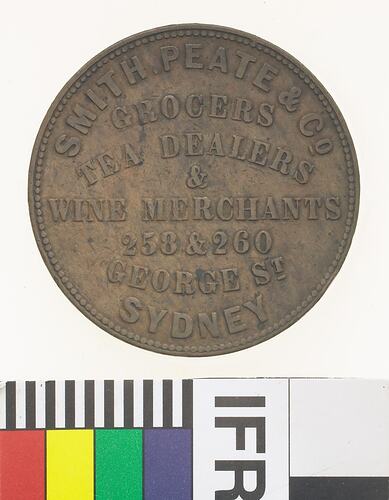 SMITH. PEATE & Co
GROCERS
TEA DEALERS
&
WINE MERCHANTS
258 & 260
GEORGE ST
SYDNEY
IFR